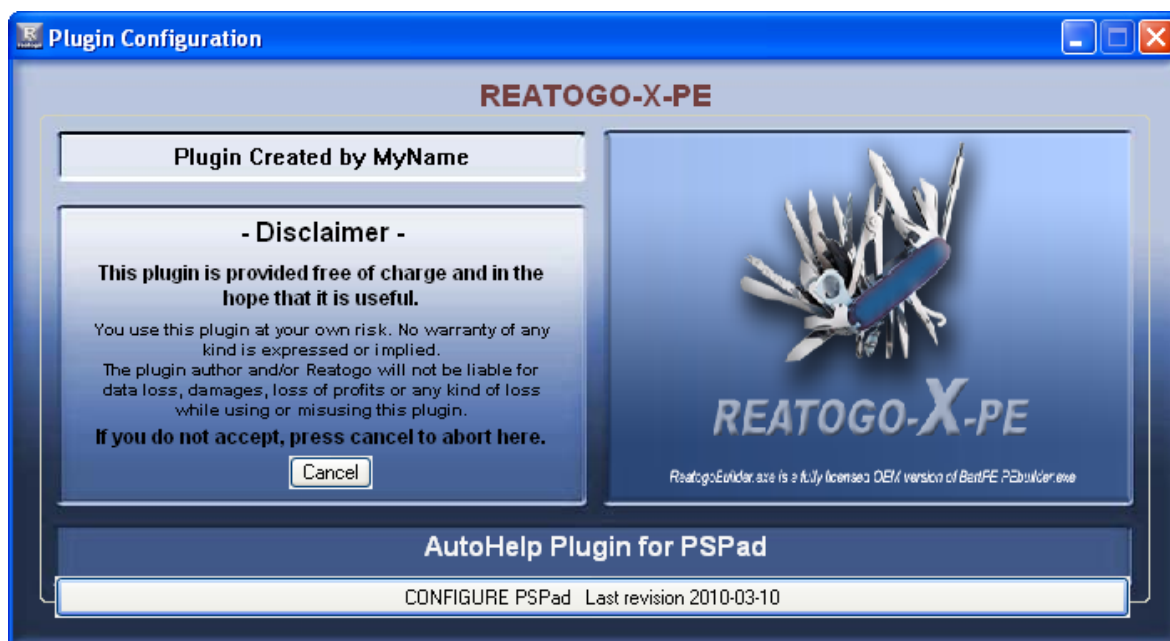 Plugin Configuration
REATOGO-X-PE
Plugin Created by MyName
- Disclaimer -
This plugin is provided free of charge and in the
hope that it is useful.
You use this plugin at your own risk. No warranty of any
kind is expressed or implied.
The plugin author and/or Reatogo will not be liable for
data loss, damages, loss of profits or any kind of loss
while using or misusing this plugin.
If you do not accept, press cancel to abort here.
Cancel
REATOGO-X-PE
ReatogoBuilder.exe is a fully licensed OEM version of BartPE PEbuilder.exe
AutoHelp Plugin for PSPad
CONFIGURE PSPad Last revision 2010-03-10